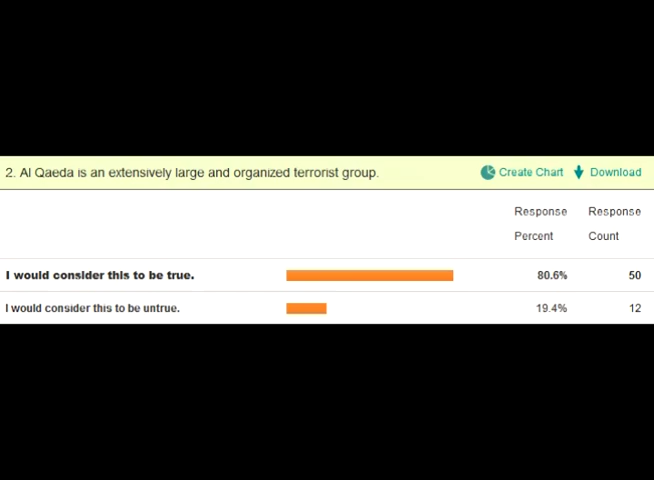 2. Al Qaeda is an extensively large and organized terrorist group. Create Chart Download
Response Response
Percent Count
I would consider this to be true. 80.6% 50
I would consider this to be untrue. 19.4% 12